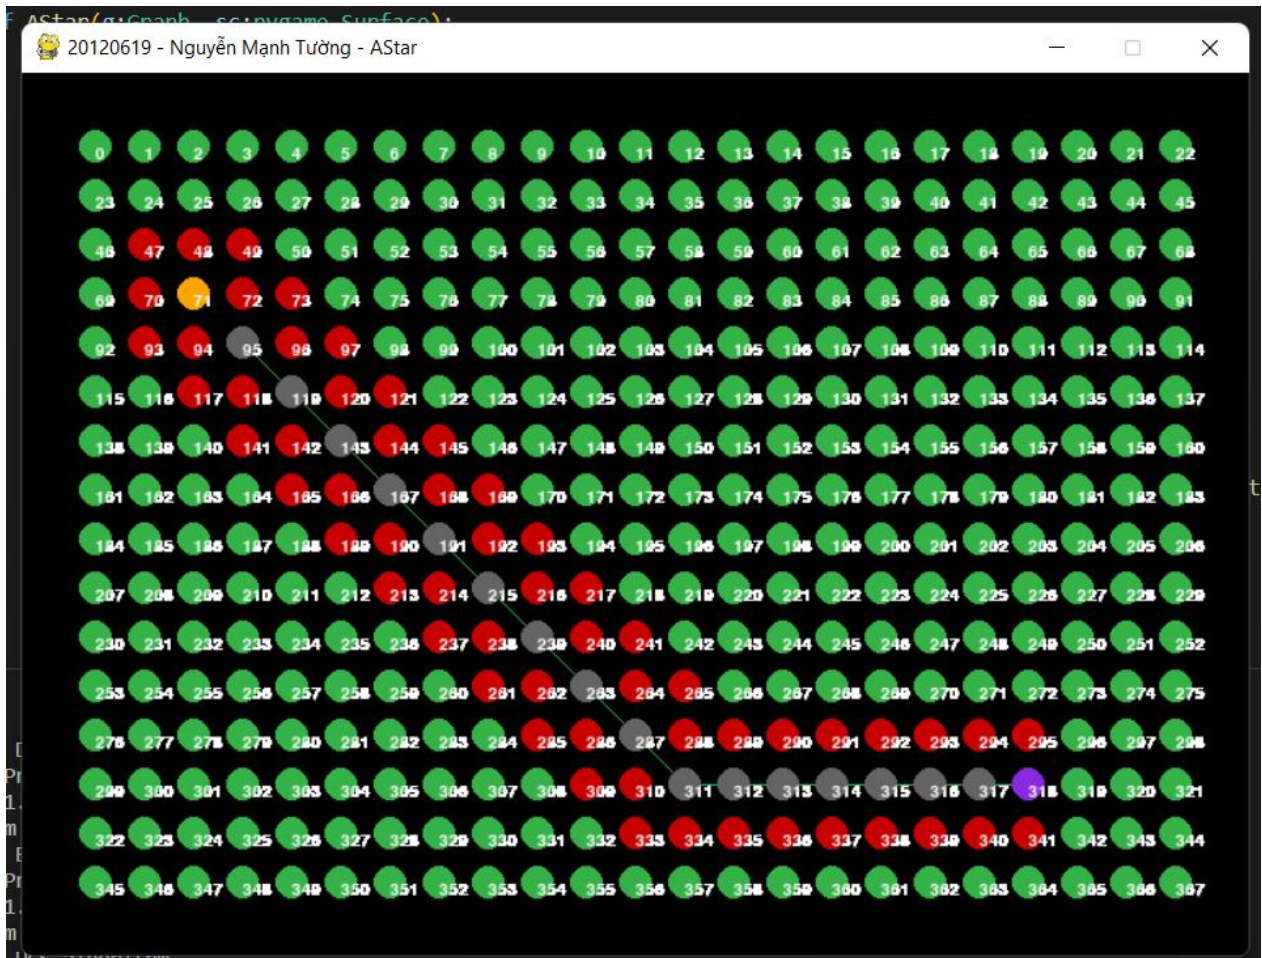 AStar(g:Graph, sc:pygame.Surface):
20120619 - Nguyễn Mạnh Tường - AStar
0 1 2 3 4 5 6 7 8 9 10 11 12 13 14 15 16 17 18 19 20 21 22
23 24 25 26 27 28 29 30 31 32 33 34 35 36 37 38 39 40 41 42 43 44 45
46 47 48 49 50 51 52 53 54 55 56 57 58 59 60 61 62 63 64 65 66 67 68
69 70 71 72 73 74 75 76 77 78 79 80 81 82 83 84 85 86 87 88 89 90 91
92 93 94 95 96 97 98 99 100 101 102 103 104 105 106 107 108 109 110 111 112 113 114
115 116 117 118 119 120 121 122 123 124 125 126 127 128 129 130 131 132 133 134 135 136 137
138 139 140 141 142 143 144 145 146 147 148 149 150 151 152 153 154 155 156 157 158 159 160
161 162 163 164 165 166 167 168 169 170 171 172 173 174 175 176 177 178 179 180 181 182 183
184 185 186 187 188 189 190 191 192 193 194 195 196 197 198 199 200 201 202 203 204 205 206
207 208 209 210 211 212 213 214 215 216 217 218 219 220 221 222 223 224 225 226 227 228 229
230 231 232 233 234 235 236 237 238 239 240 241 242 243 244 245 246 247 248 249 250 251 252
253 254 255 256 257 258 259 260 261 262 263 264 265 266 267 268 269 270 271 272 273 274 275
276 277 278 279 280 281 282 283 284 285 286 287 288 289 290 291 292 293 294 295 296 297 298
299 300 301 302 303 304 305 306 307 308 309 310 311 312 313 314 315 316 317 318 319 320 321
322 323 324 325 326 327 328 329 330 331 332 333 334 335 336 337 338 339 340 341 342 343 344
345 346 347 348 349 350 351 352 353 354 355 356 357 358 359 360 361 362 363 364 365 366 367